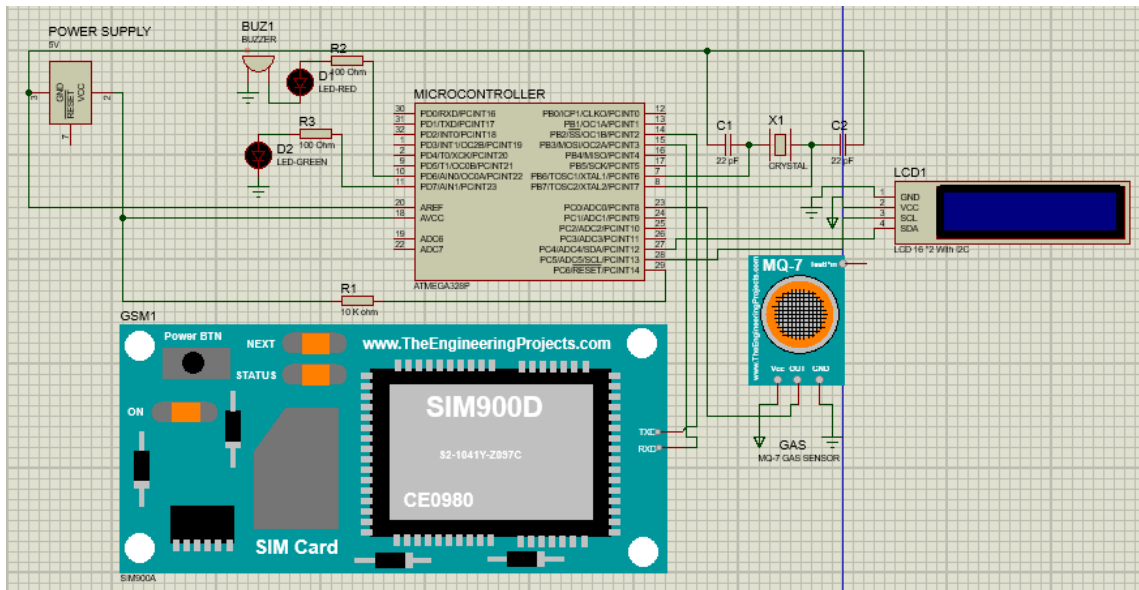 POWER SUPPLY
5V
GND
RESET
VCC
3
2
7
BUZ1
BUZZER
D1
LED-RED
R2
100 Ohm
R3
100 Ohm
D2
LED-GREEN
MICROCONTROLLER
30 PD0/RXD/PCINT16
31 PD1/TXD/PCINT17
32 PD2/INT0/PCINT18
1 PD3/INT1/OC2B/PCINT19
2 PD4/T0/XCK/PCINT20
9 PD5/T1/OC0B/PCINT21
10 PD6/AIN0/OC0A/PCINT22
11 PD7/AIN1/PCINT23
20 AREF
18 AVCC
19 ADC6
22 ADC7
PB0/ICP1/CLKO/PCINT0 12
PB1/OC1A/PCINT1 13
PB2/SS/OC1B/PCINT2 14
PB3/MOSI/OC2A/PCINT3 15
PB4/MISO/PCINT4 16
PB5/SCK/PCINT5 17
PB6/TOSC1/XTAL1/PCINT6 7
PB7/TOSC2/XTAL2/PCINT7 8
PC0/ADC0/PCINT8 23
PC1/ADC1/PCINT9 24
PC2/ADC2/PCINT10 25
PC3/ADC3/PCINT11 26
PC4/ADC4/SDA/PCINT12 27
PC5/ADC5/SCL/PCINT13 28
PC6/RESET/PCINT14 29
ATMEGA328P
C1
22 pF
X1
CRYSTAL
C2
22 pF
LCD1
1 GND
2 VCC
3 SCL
4 SDA
LCD 16 *2 With I2C
R1
10 K ohm
MQ-7
TestPin
www.TheEngineeringProjects.com
Vcc OUT GND
GAS
MQ-7 GAS SENSOR
GSM1
Power BTN
NEXT
STATUS
ON
www.TheEngineeringProjects.com
SIM900D
S2-1041Y-Z097C
CE0980
SIM Card
TXD
RXD
SIM900A